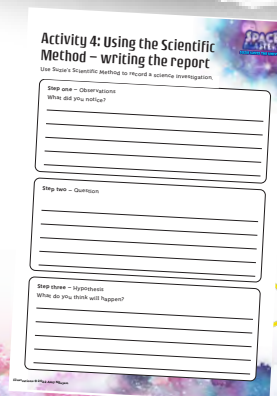 Activity 4: Using the Scientific
Method – writing the report
SPACE
Use Suzie's Scientific Method to record a science investigation.
Step one – Observations
What did you notice?
Step two – Question
Step three – Hypothesis
What do you think will happen?